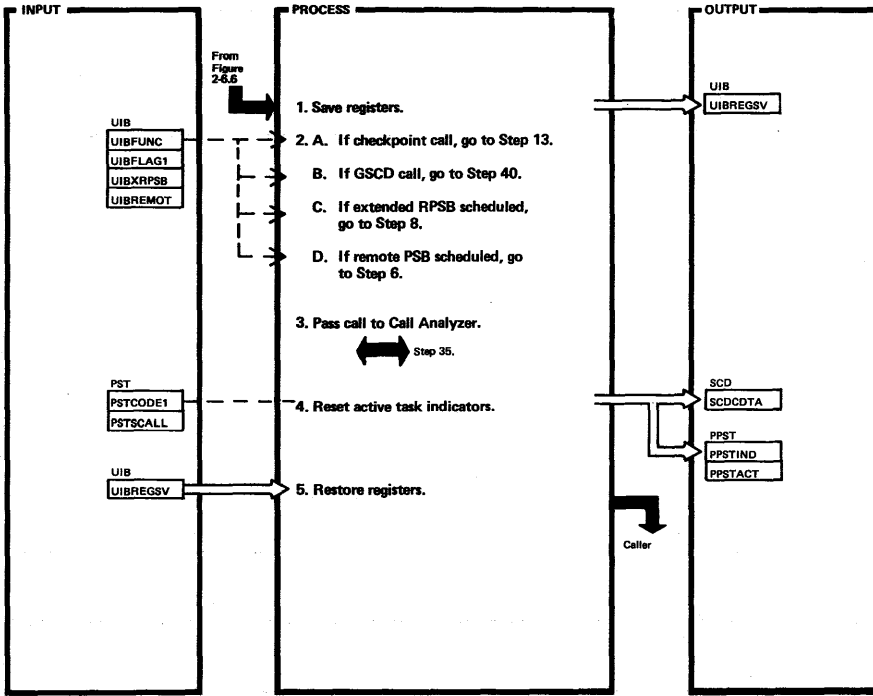 INPUT
PROCESS
OUTPUT
From
Figure
2-6.6
1. Save registers.
UIB
UIBREGSV
UIB
UIBFUNC
UIBFLAG1
UIBXRPSB
UIBREMOT
2. A. If checkpoint call, go to Step 13.
B. If GSCD call, go to Step 40.
C. If extended RPSB scheduled,
go to Step 8.
D. If remote PSB scheduled, go
to Step 6.
3. Pass call to Call Analyzer.
Step 35.
PST
PSTCODE1
PSTSCALL
4. Reset active task indicators.
SCD
SCDCDTA
PPST
PPSTIND
PPSTACT
UIB
UIBREGSV
5. Restore registers.
Caller